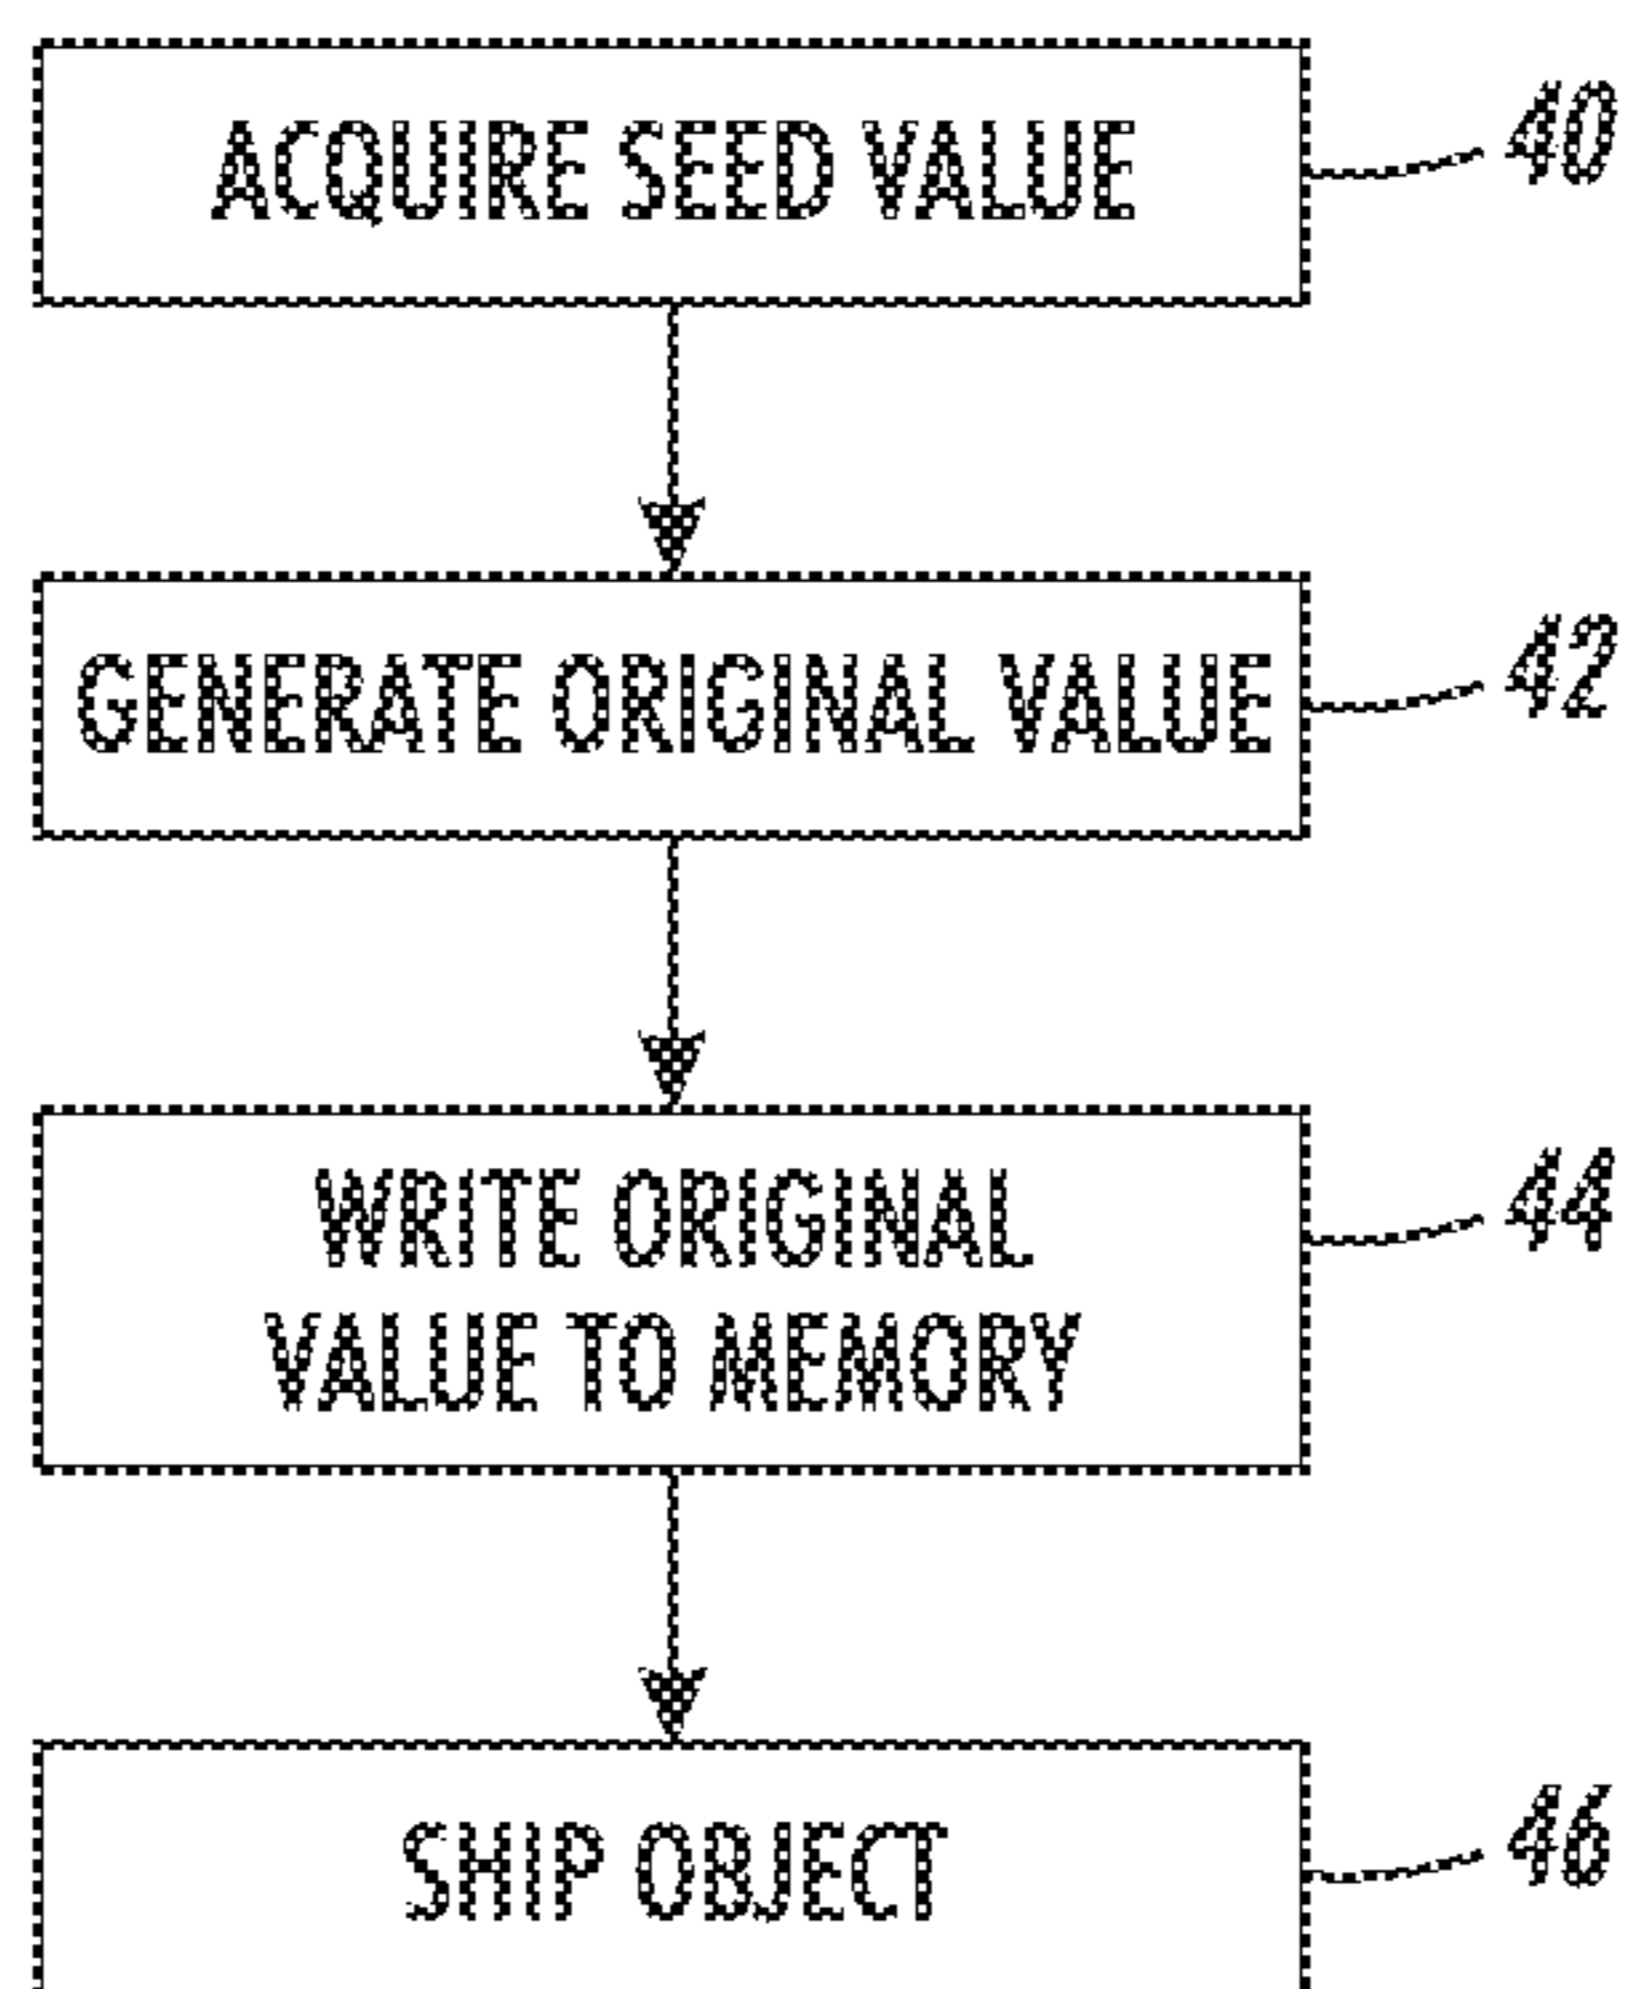 ACQUIRE SEED VALUE
40
GENERATE ORIGINAL VALUE
42
WRITE ORIGINAL
VALUE TO MEMORY
44
SHIP OBJECT
46